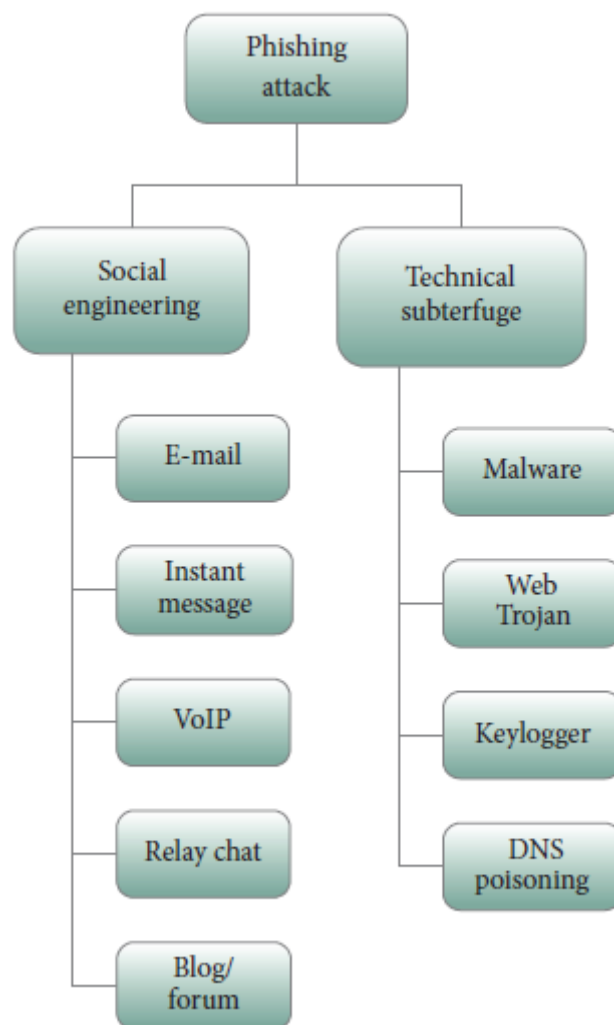 Phishing
attack
Social
engineering
E-mail
Instant
message
VoIP
Relay chat
Blog/
forum
Technical
subterfuge
Malware
Web
Trojan
Keylogger
DNS
poisoning